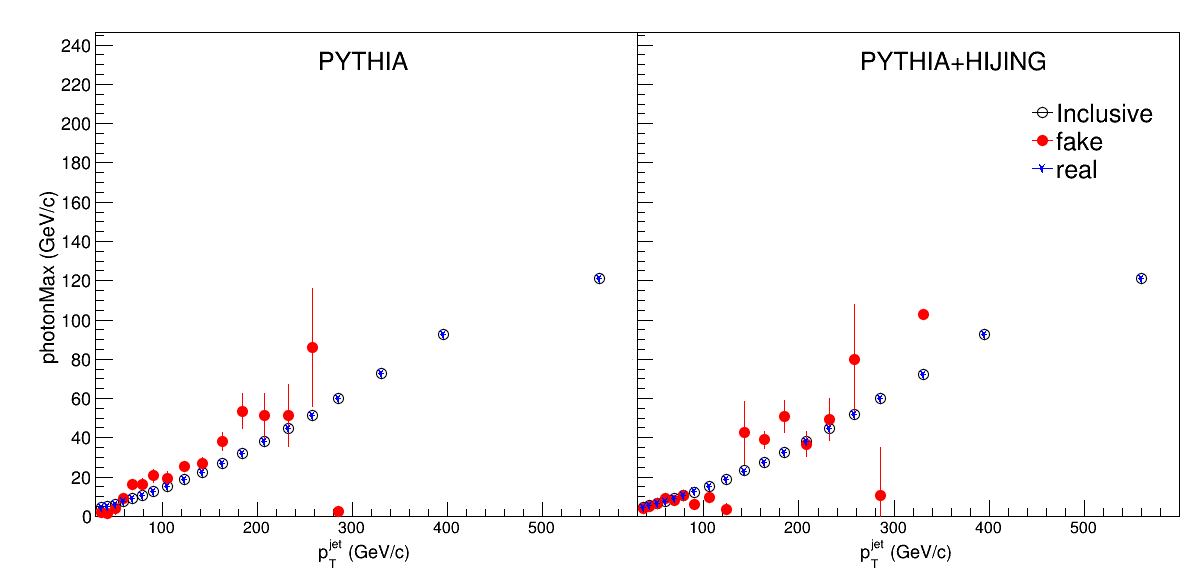 PYTHIA
PYTHIA+HIJING
Inclusive
fake
real
photonMax (GeV/c)
240
220
200
180
160
140
120
100
80
60
40
20
0
100 200 300 400 500
100 200 300 400 500
p_T^jet (GeV/c)
p_T^jet (GeV/c)